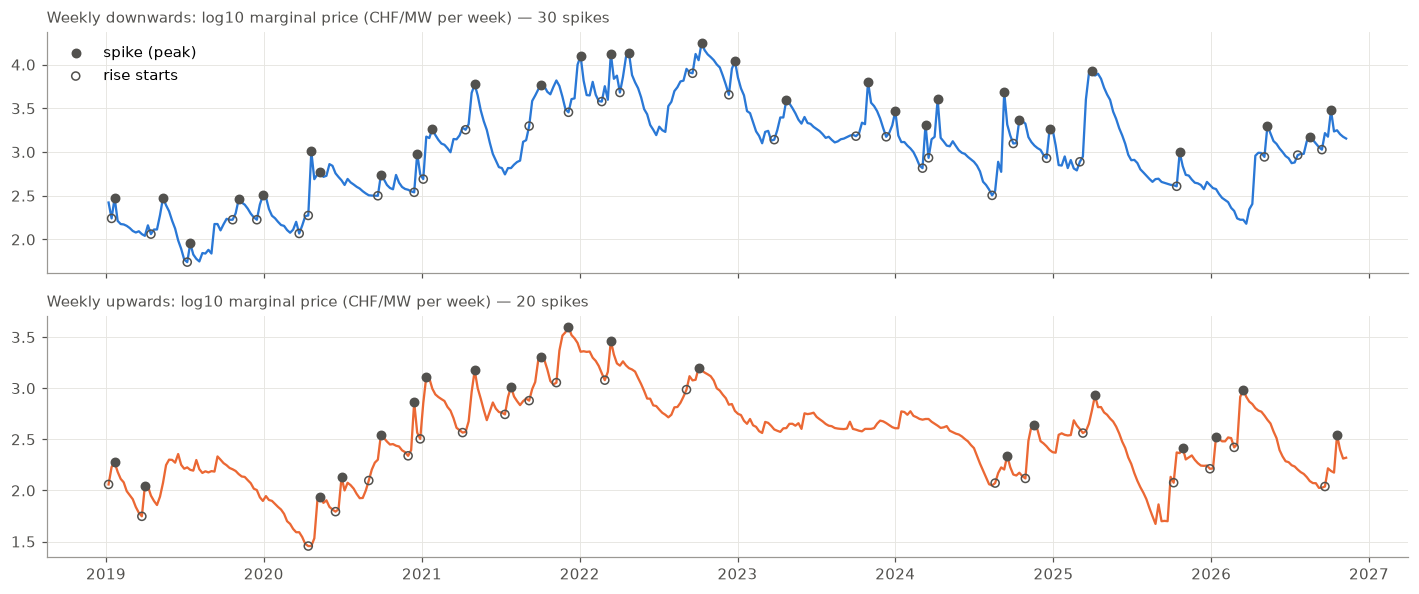 Weekly downwards: log10 marginal price (CHF/MW per week) — 30 spikes
spike (peak)
rise starts
4.0
3.5
3.0
2.5
2.0
Weekly upwards: log10 marginal price (CHF/MW per week) — 20 spikes
3.5
3.0
2.5
2.0
1.5
2019 2020 2021 2022 2023 2024 2025 2026 2027